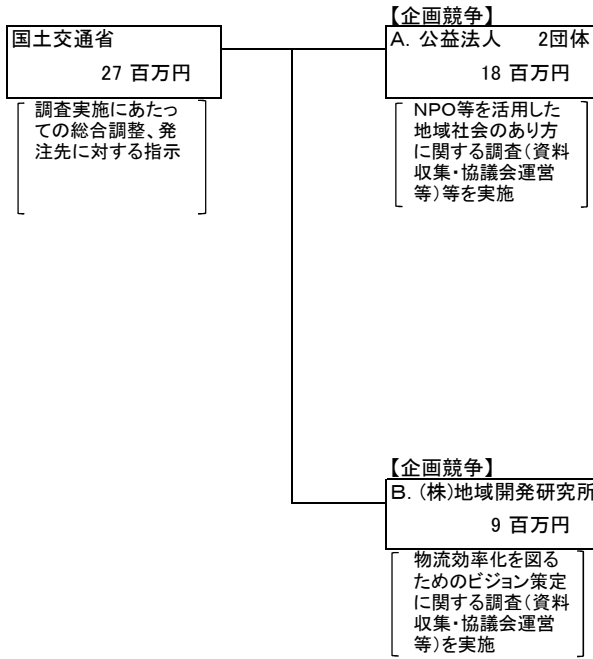 国土交通省
27 百万円
調査実施にあたっ
ての総合調整、発
注先に対する指示
【企画競争】
A. 公益法人　2団体
18 百万円
NPO等を活用した
地域社会のあり方
に関する調査(資料
収集・協議会運営
等)等を実施
【企画競争】
B. (株)地域開発研究所
9 百万円
物流効率化を図る
ためのビジョン策定
に関する調査(資料
収集・協議会運営
等)を実施